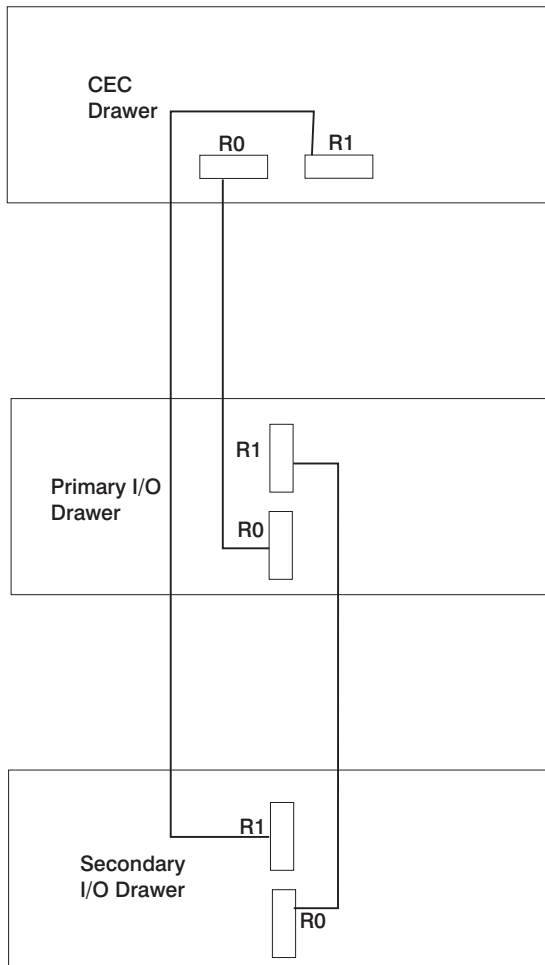 CEC
Drawer
R0
R1
R1
Primary I/O
Drawer
R0
R1
Secondary
I/O Drawer
R0